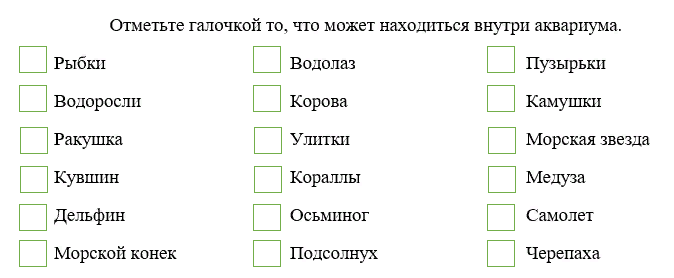 Отметьте галочкой то, что может находиться внутри аквариума.
Рыбки Водолаз Пузырьки
Водоросли Корова Камушки
Ракушка Улитки Морская звезда
Кувшин Кораллы Медуза
Дельфин Осьминог Самолет
Морской конек Подсолнух Черепаха